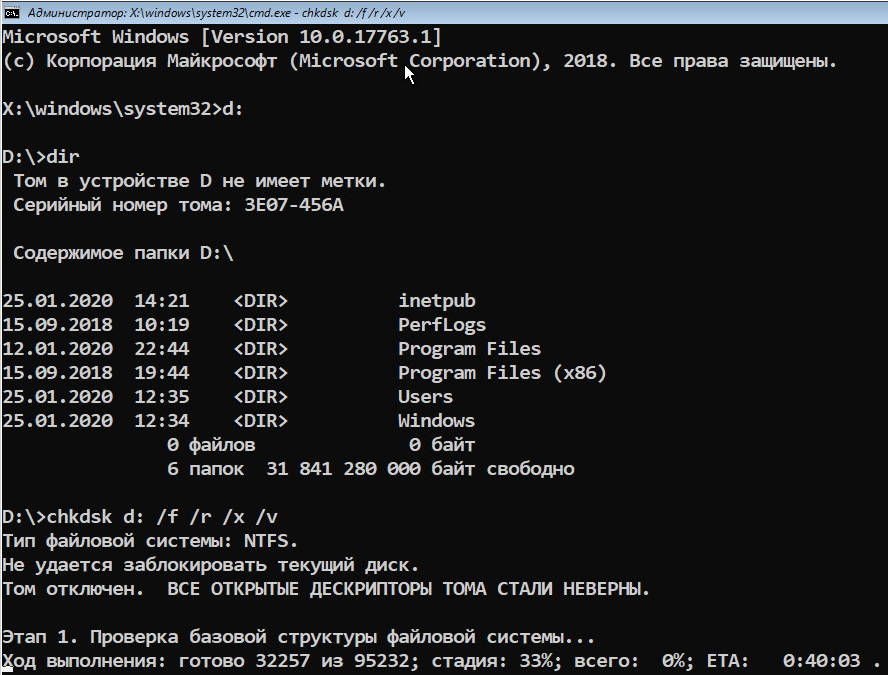 Администратор: X:\windows\system32\cmd.exe - chkdsk d: /f /r /x /v
Microsoft Windows [Version 10.0.17763.1]
(c) Корпорация Майкрософт (Microsoft Corporation), 2018. Все права защищены.
X:\windows\system32>d:
D:\>dir
Том в устройстве D не имеет метки.
Серийный номер тома: 3E07-456A
Содержимое папки D:\
25.01.2020  14:21    <DIR>          inetpub
15.09.2018  10:19    <DIR>          PerfLogs
12.01.2020  22:44    <DIR>          Program Files
15.09.2018  19:44    <DIR>          Program Files (x86)
25.01.2020  12:35    <DIR>          Users
25.01.2020  12:34    <DIR>          Windows
0 файлов              0 байт
6 папок  31 841 280 000 байт свободно
D:\>chkdsk d: /f /r /x /v
Тип файловой системы: NTFS.
Не удается заблокировать текущий диск.
Том отключен.  ВСЕ ОТКРЫТЫЕ ДЕСКРИПТОРЫ ТОМА СТАЛИ НЕВЕРНЫ.
Этап 1. Проверка базовой структуры файловой системы...
Ход выполнения: готово 32257 из 95232; стадия: 33%; всего:  0%; ETA:   0:40:03 .